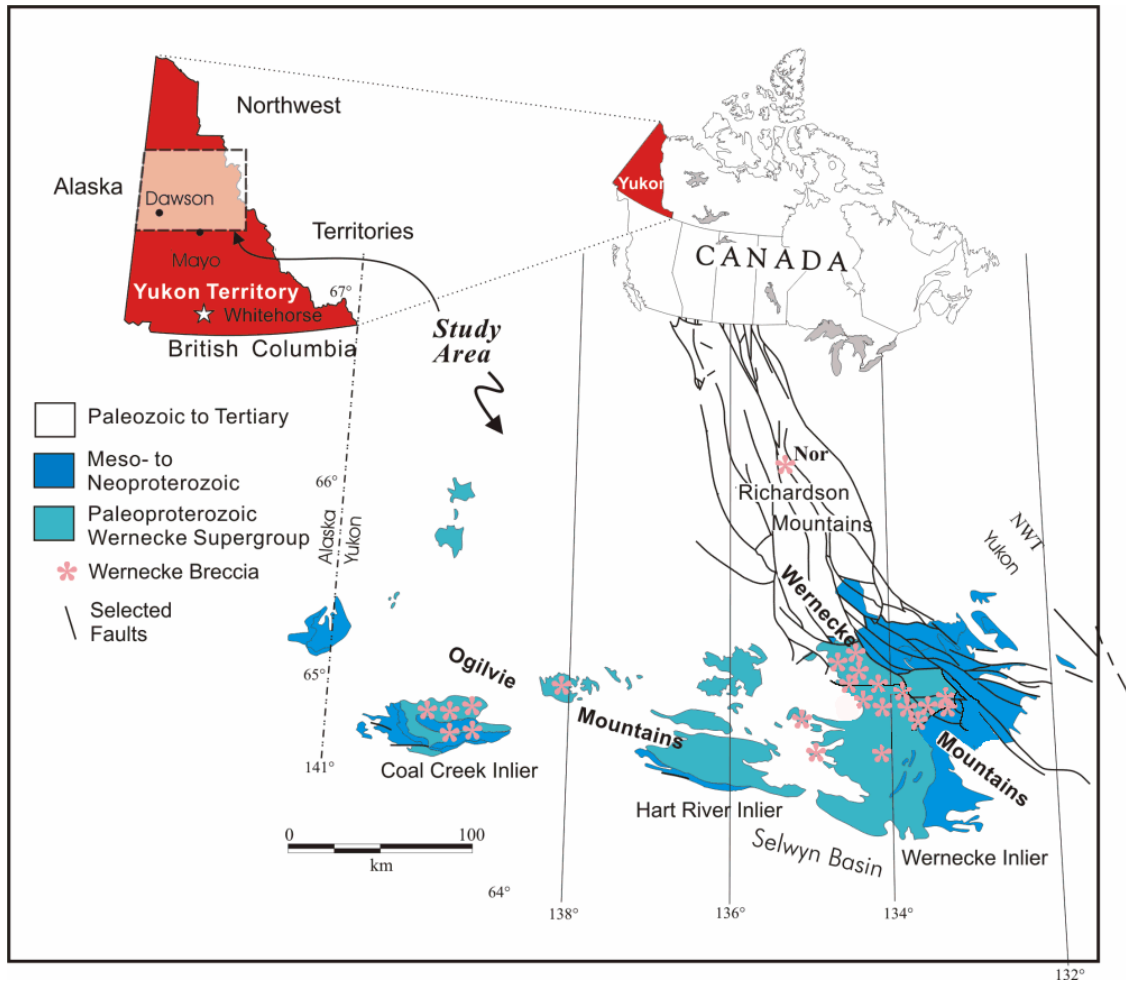 Northwest
Alaska
Dawson
Territories
Mayo
Yukon Territory
Whitehorse
British Columbia
Yukon
CANADA
67°
Study
Area
Paleozoic to Tertiary
Meso- to
Neoproterozoic
Paleoproterozoic
Wernecke Supergroup
Wernecke Breccia
Selected
Faults
66°
Alaska
Yukon
Nor
Richardson
Mountains
NWT
Yukon
Wernecke
Mountains
65°
Ogilvie
Mountains
141°
Coal Creek Inlier
Hart River Inlier
Selwyn Basin
Wernecke Inlier
0
100
km
64°
138°
136°
134°
132°